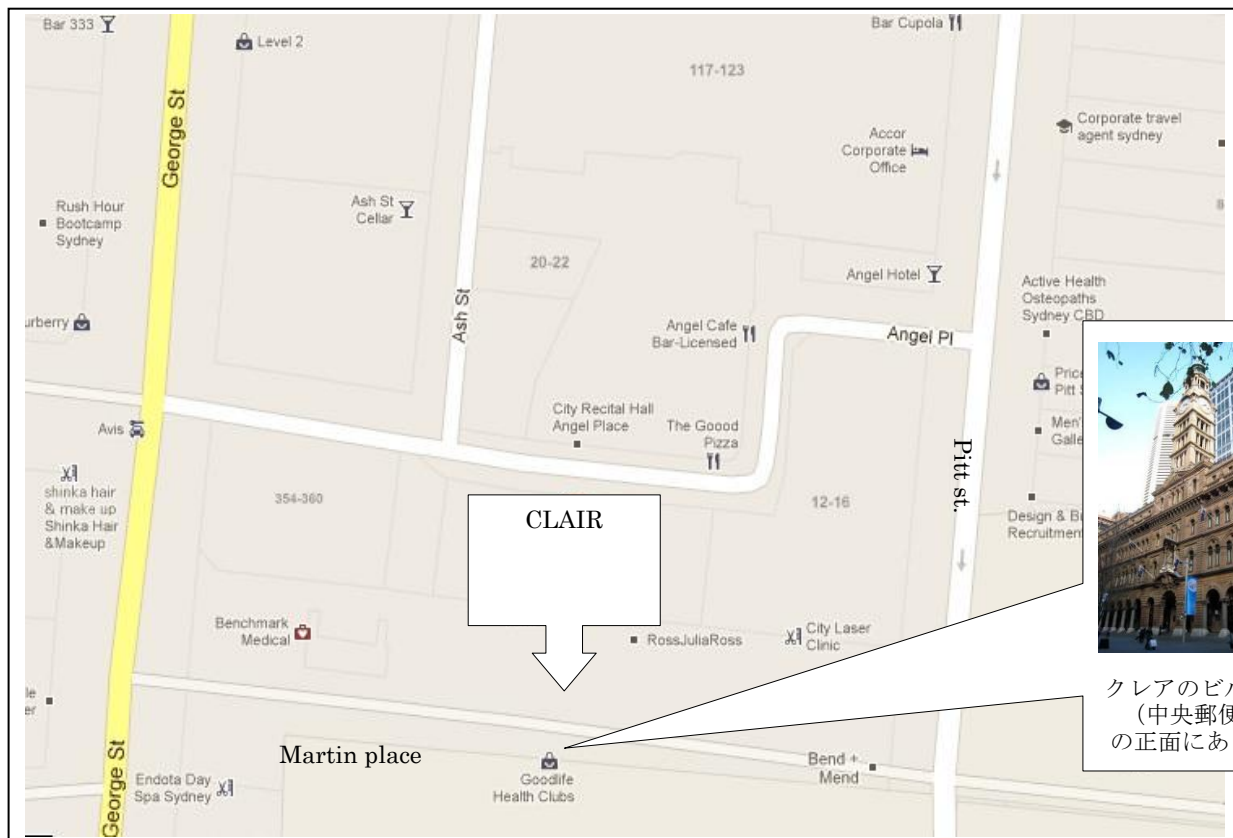 Bar 333
Level 2
Bar Cupola
117-123
George St
Corporate travel
agent sydney
Accor
Corporate
Office
Rush Hour
Bootcamp
Sydney
Ash St
Cellar
20-22
Angel Hotel
Active Health
Osteopaths
Sydney CBD
urberry
Ash St
Angel Cafe
Bar-Licensed
Angel Pl
Pitt S
Men'
Galle
Avis
City Recital Hall
Angel Place
The Goood
Pizza
Pitt st.
shinka hair
& make up
Shinka Hair
&Makeup
354-360
CLAIR
12-16
Design & B
Recruitmen
Benchmark
Medical
RossJuliaRoss
City Laser
Clinic
クレアのビル
（中央郵便
の正面にあ
Martin place
Goodlife
Health Clubs
Bend +
Mend
Endota Day
Spa Sydney
George St